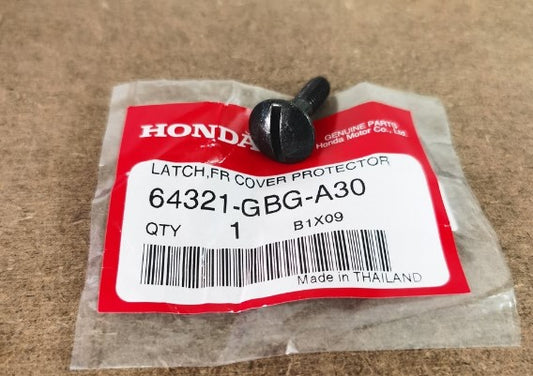 HONDA
GENUINE PARTS
Honda Motor Co., Ltd.
LATCH,FR COVER PROTECTOR
64321-GBG-A30
QTY 1 B1X09
Made in THAILAND